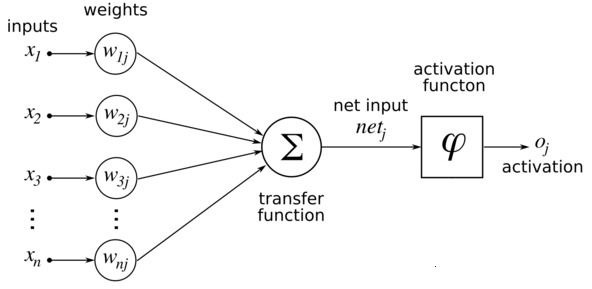 weights
inputs
x1 w1j
activation
functon
x2 w2j
net input
netj
Σ
φ
oj
activation
x3 w3j
transfer
function
⋮ ⋮
xn wnj